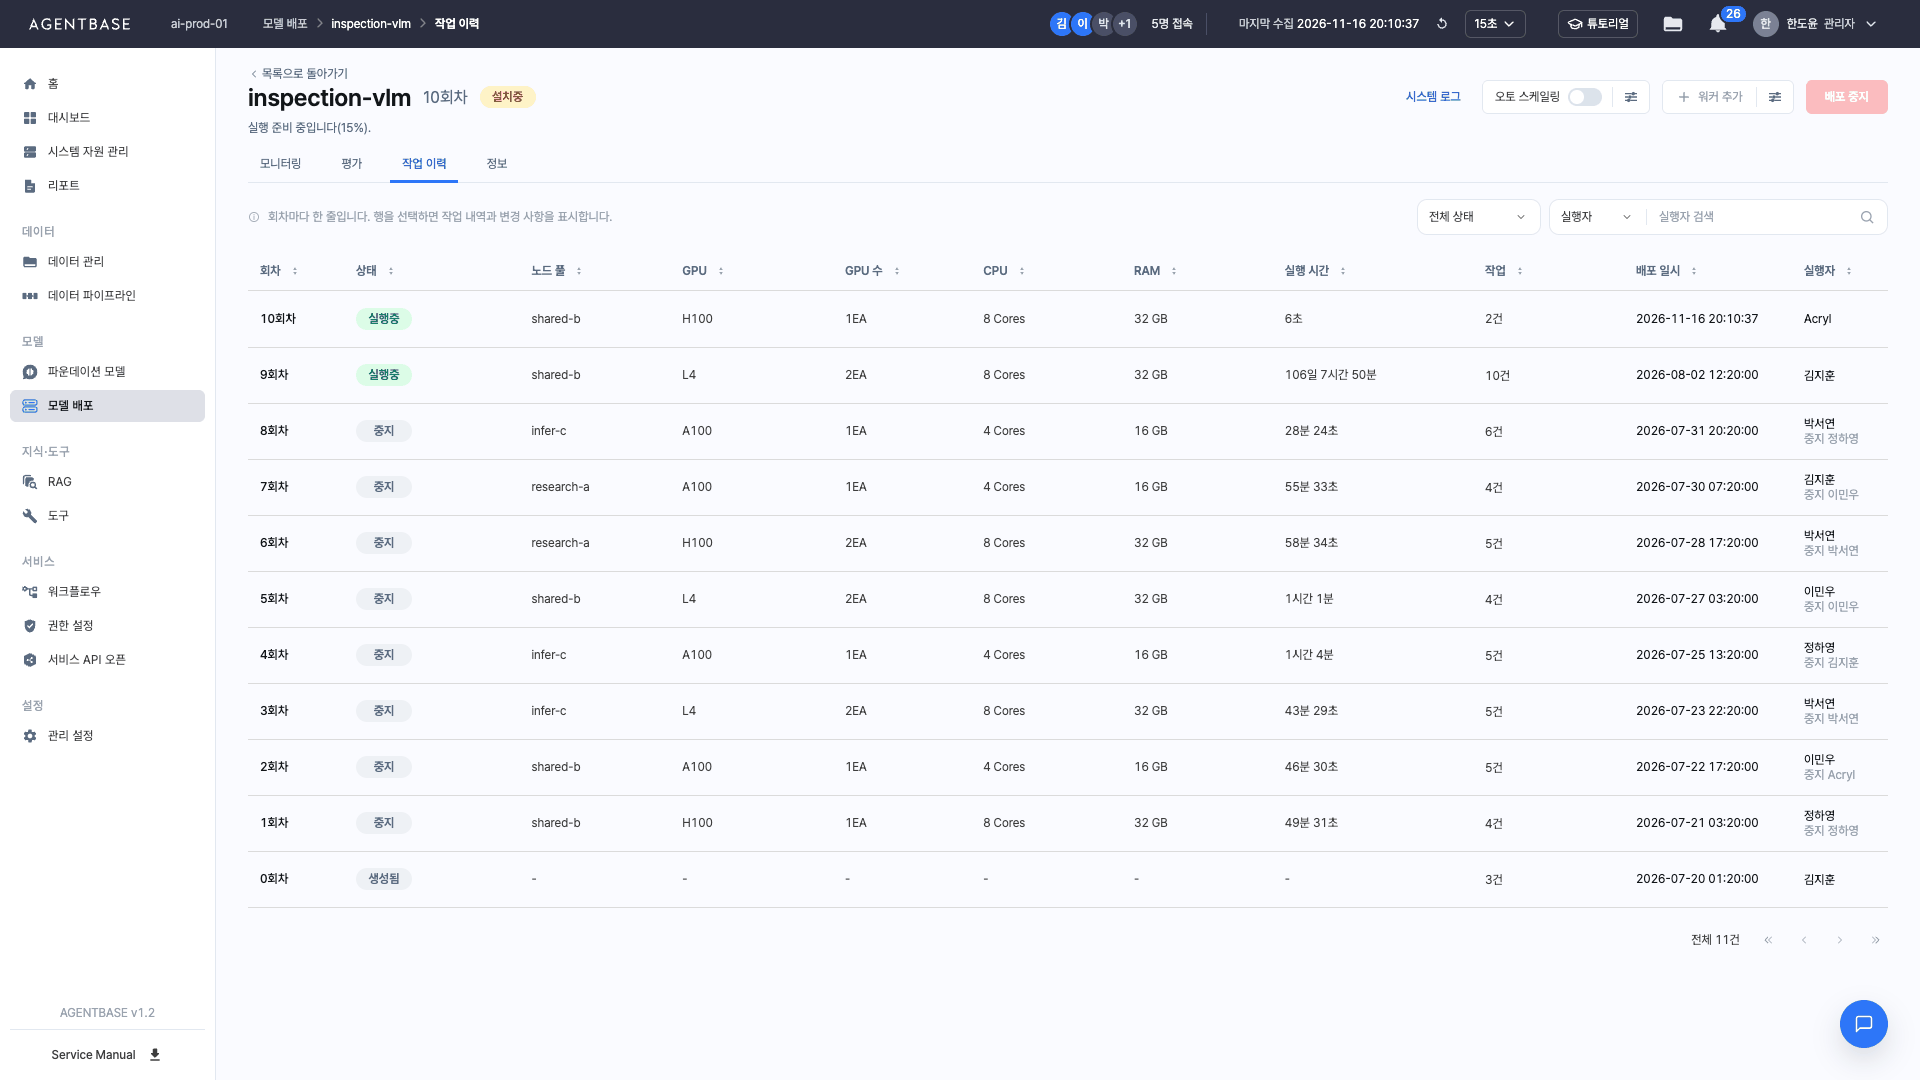 AGENTBASE
ai-prod-01
모델 배포 > inspection-vlm > 작업 이력
김 이 박 +1 5명 접속
마지막 수집 2026-11-16 20:10:37
15초
튜토리얼
26
한 한도윤 관리자
홈
대시보드
시스템 자원 관리
리포트
데이터
데이터 관리
데이터 파이프라인
모델
파운데이션 모델
모델 배포
지식·도구
RAG
도구
서비스
워크플로우
권한 설정
서비스 API 오픈
설정
관리 설정
AGENTBASE v1.2
Service Manual
목록으로 돌아가기
inspection-vlm 10회차 설치중
실행 준비 중입니다(15%).
시스템 로그
오토 스케일링
워커 추가
배포 중지
모니터링 평가 작업 이력 정보
회차마다 한 줄입니다. 행을 선택하면 작업 내역과 변경 사항을 표시합니다.
전체 상태
실행자 실행자 검색
회차 상태 노드 풀 GPU GPU 수 CPU RAM 실행 시간 작업 배포 일시 실행자
10회차 실행중 shared-b H100 1EA 8 Cores 32 GB 6초 2건 2026-11-16 20:10:37 Acryl
9회차 실행중 shared-b L4 2EA 8 Cores 32 GB 106일 7시간 50분 10건 2026-08-02 12:20:00 김지훈
8회차 중지 infer-c A100 1EA 4 Cores 16 GB 28분 24초 6건 2026-07-31 20:20:00 박서연
중지 정하영
7회차 중지 research-a A100 1EA 4 Cores 16 GB 55분 33초 4건 2026-07-30 07:20:00 김지훈
중지 이민우
6회차 중지 research-a H100 2EA 8 Cores 32 GB 58분 34초 5건 2026-07-28 17:20:00 박서연
중지 박서연
5회차 중지 shared-b L4 2EA 8 Cores 32 GB 1시간 1분 4건 2026-07-27 03:20:00 이민우
중지 이민우
4회차 중지 infer-c A100 1EA 4 Cores 16 GB 1시간 4분 5건 2026-07-25 13:20:00 정하영
중지 김지훈
3회차 중지 infer-c L4 2EA 8 Cores 32 GB 43분 29초 5건 2026-07-23 22:20:00 박서연
중지 박서연
2회차 중지 shared-b A100 1EA 4 Cores 16 GB 46분 30초 5건 2026-07-22 17:20:00 이민우
중지 Acryl
1회차 중지 shared-b H100 1EA 8 Cores 32 GB 49분 31초 4건 2026-07-21 03:20:00 정하영
중지 정하영
0회차 생성됨 - - - - - - 3건 2026-07-20 01:20:00 김지훈
전체 11건